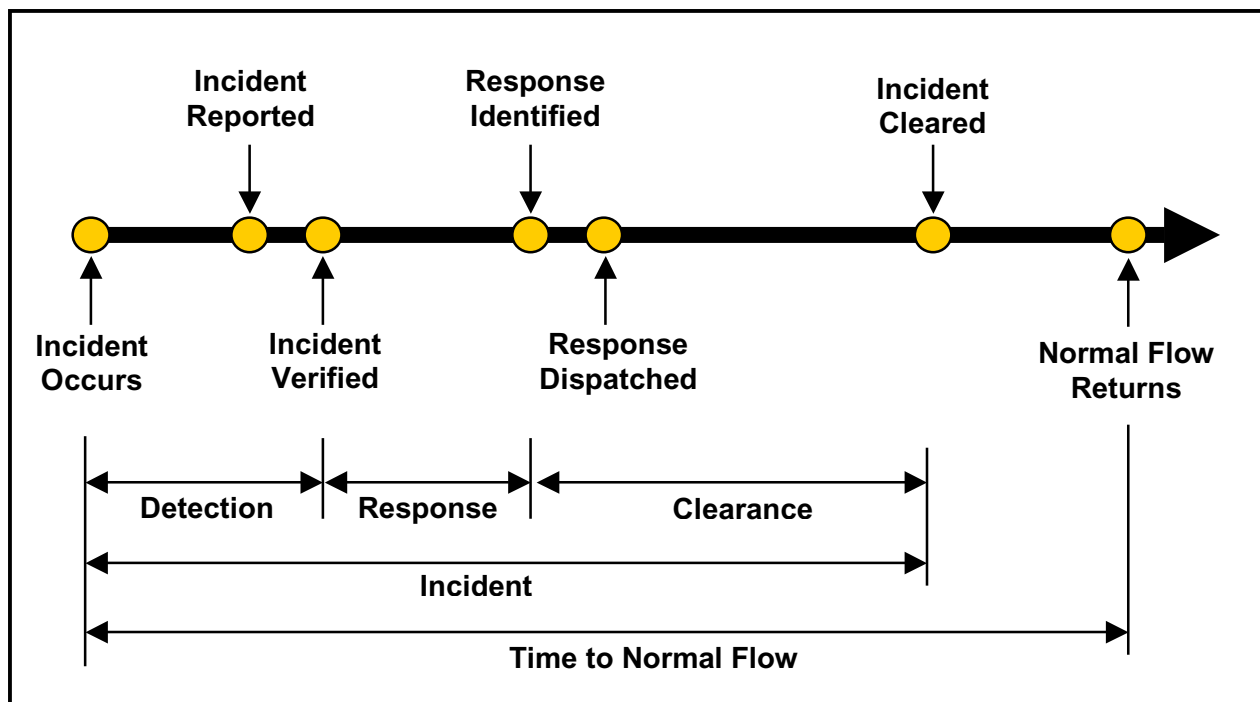 Incident
Reported
Response
Identified
Incident
Cleared
Incident
Occurs
Incident
Verified
Response
Dispatched
Normal Flow
Returns
Detection
Response
Clearance
Incident
Time to Normal Flow